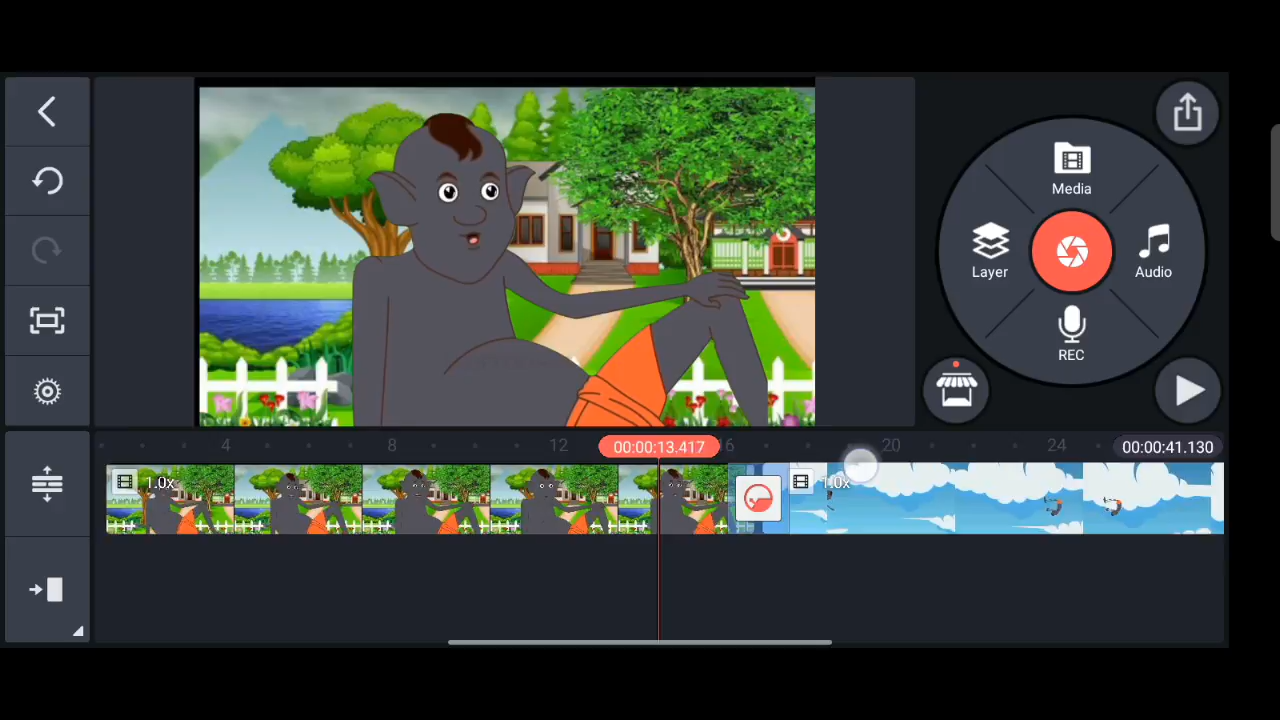 Media
Layer
Audio
REC
4
8
12
00:00:13.417
16
20
24
00:00:41.130
1.0x
1.0x